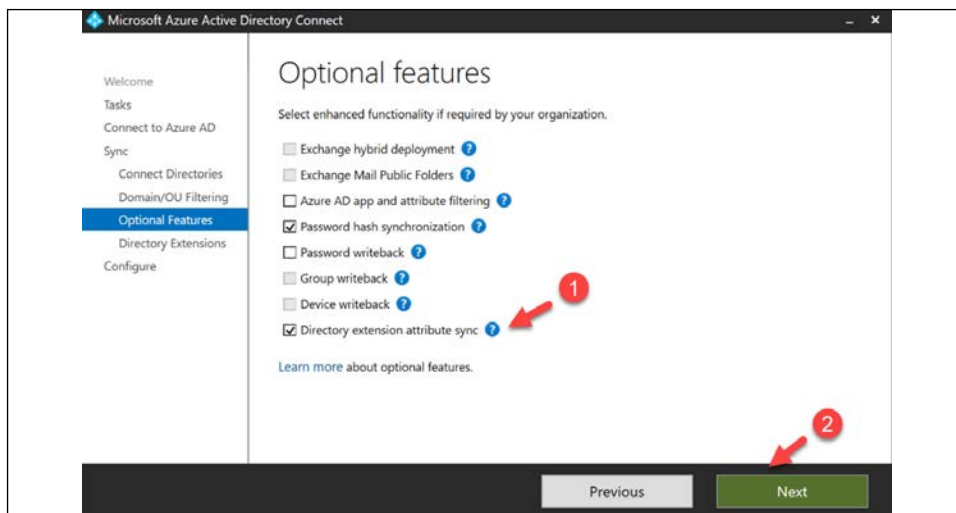 Microsoft Azure Active Directory Connect
Welcome
Tasks
Connect to Azure AD
Sync
Connect Directories
Domain/OU Filtering
Optional Features
Directory Extensions
Configure
Optional features
Select enhanced functionality if required by your organization.
Exchange hybrid deployment ?
Exchange Mail Public Folders ?
Azure AD app and attribute filtering ?
Password hash synchronization ?
Password writeback ?
Group writeback ?
Device writeback ?
Directory extension attribute sync ?
1
Learn more about optional features.
2
Previous
Next